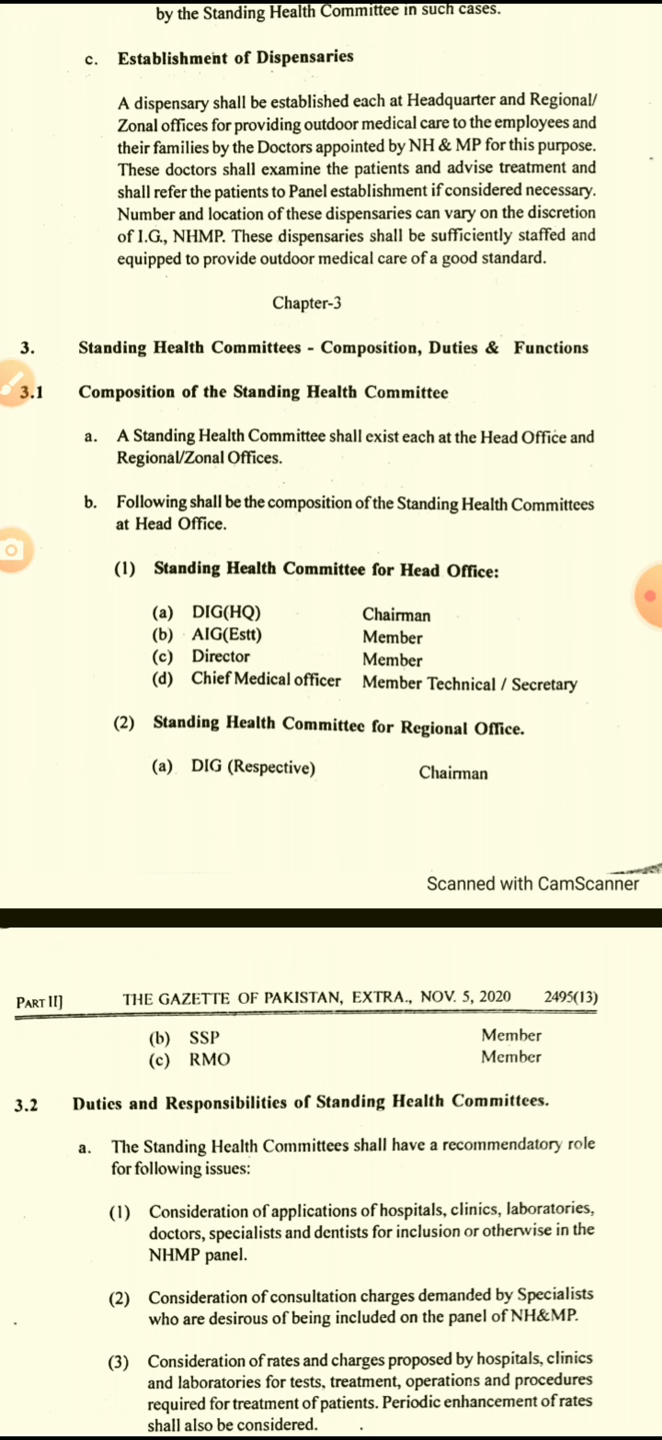 by the Standing Health Committee in such cases.
c. Establishment of Dispensaries
A dispensary shall be established each at Headquarter and Regional/
Zonal offices for providing outdoor medical care to the employees and
their families by the Doctors appointed by NH & MP for this purpose.
These doctors shall examine the patients and advise treatment and
shall refer the patients to Panel establishment if considered necessary.
Number and location of these dispensaries can vary on the discretion
of I.G., NHMP. These dispensaries shall be sufficiently staffed and
equipped to provide outdoor medical care of a good standard.
Chapter-3
3. Standing Health Committees - Composition, Duties & Functions
3.1 Composition of the Standing Health Committee
a. A Standing Health Committee shall exist each at the Head Office and
Regional/Zonal Offices.
b. Following shall be the composition of the Standing Health Committees
at Head Office.
(1) Standing Health Committee for Head Office:
(a) DIG(HQ) Chairman
(b) AIG(Estt) Member
(c) Director Member
(d) Chief Medical officer Member Technical / Secretary
(2) Standing Health Committee for Regional Office.
(a) DIG (Respective) Chairman
Scanned with CamScanner
PART II] THE GAZETTE OF PAKISTAN, EXTRA., NOV. 5, 2020 2495(13)
(b) SSP Member
(c) RMO Member
3.2 Duties and Responsibilities of Standing Health Committees.
a. The Standing Health Committees shall have a recommendatory role
for following issues:
(1) Consideration of applications of hospitals, clinics, laboratories,
doctors, specialists and dentists for inclusion or otherwise in the
NHMP panel.
(2) Consideration of consultation charges demanded by Specialists
who are desirous of being included on the panel of NH&MP.
(3) Consideration of rates and charges proposed by hospitals, clinics
and laboratories for tests, treatment, operations and procedures
required for treatment of patients. Periodic enhancement of rates
shall also be considered.